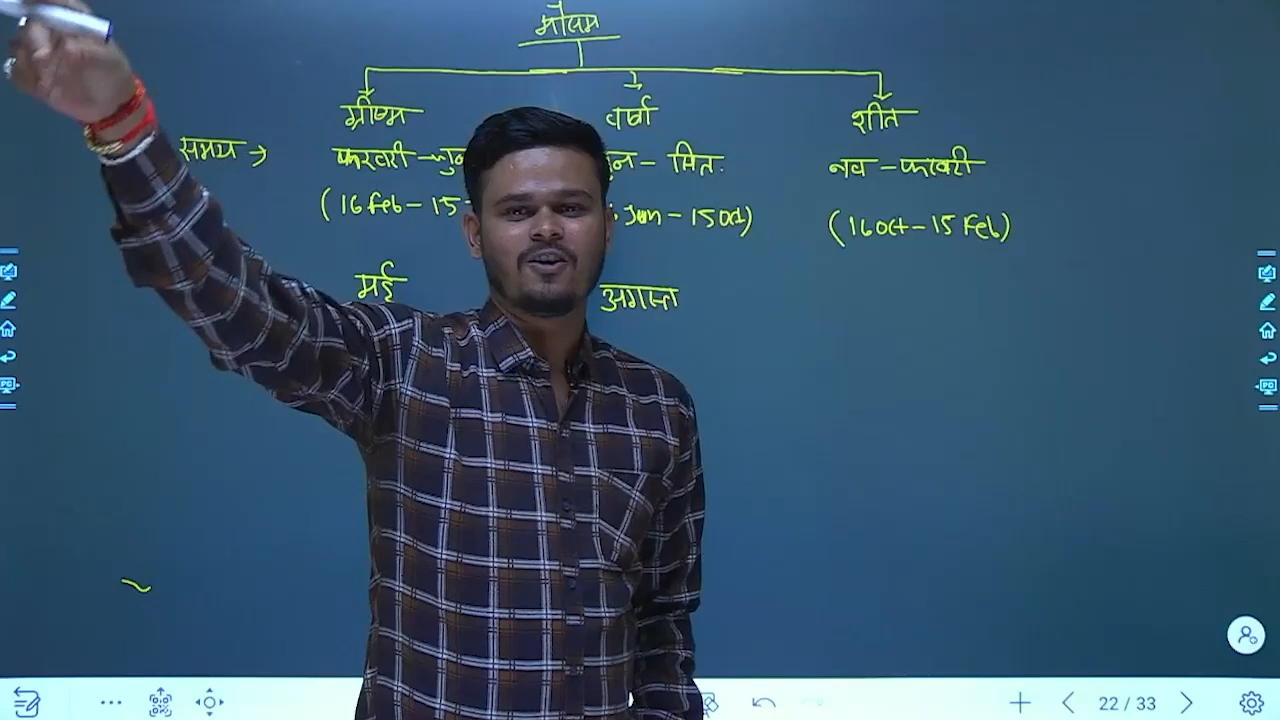 मौसम
ग्रीष्म वर्षा शीत
समय → फरवरी - जुन - सित. नव - फरवरी
(16 Feb - 15 Jun - 15 Oct) (16 Oct - 15 Feb)
मई अगस्त
22 / 33